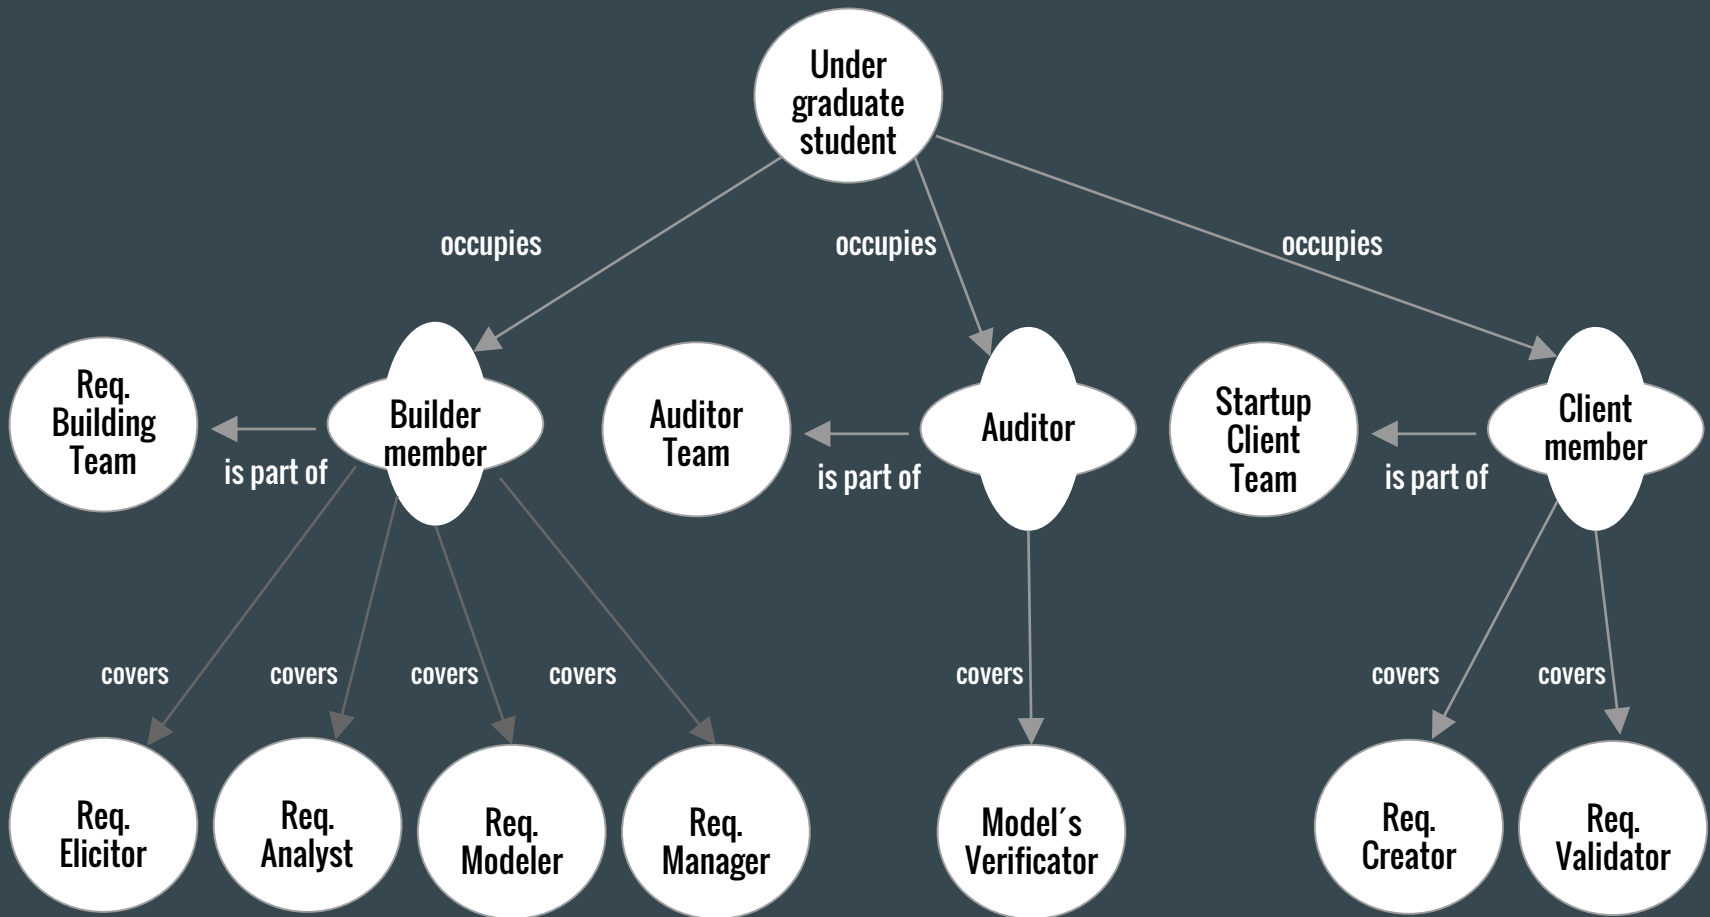 Under
graduate
student
occupies
occupies
occupies
Req.
Building
Team
is part of
Builder
member
Auditor
Team
is part of
Auditor
Startup
Client
Team
is part of
Client
member
covers
covers
covers
covers
covers
covers
covers
Req.
Elicitor
Req.
Analyst
Req.
Modeler
Req.
Manager
Model´s
Verificator
Req.
Creator
Req.
Validator